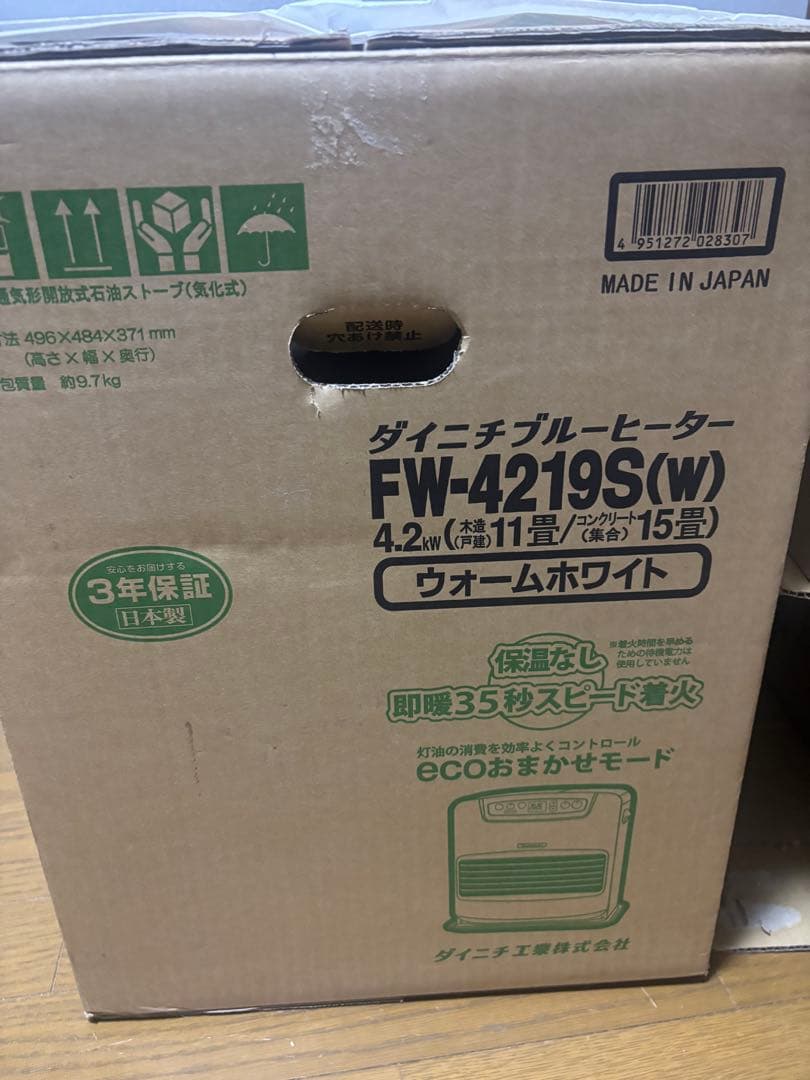 4 951272 028307
MADE IN JAPAN
通気形開放式石油ストーブ(気化式)
寸法 496×484×371mm
(高さ×幅×奥行)
包質量 約9.7kg
配送時
穴あけ禁止
ダイニチブルーヒーター
FW-4219S(W)
4.2kW(木造(戸建)11畳/コンクリート(集合)15畳)
ウォームホワイト
安心をお届けする
3年保証
日本製
保温なし
※着火時間を早める
ための待機電力は
使用していません
即暖35秒スピード着火
灯油の消費を効率よくコントロール
ecoおまかせモード
ダイニチ工業株式会社